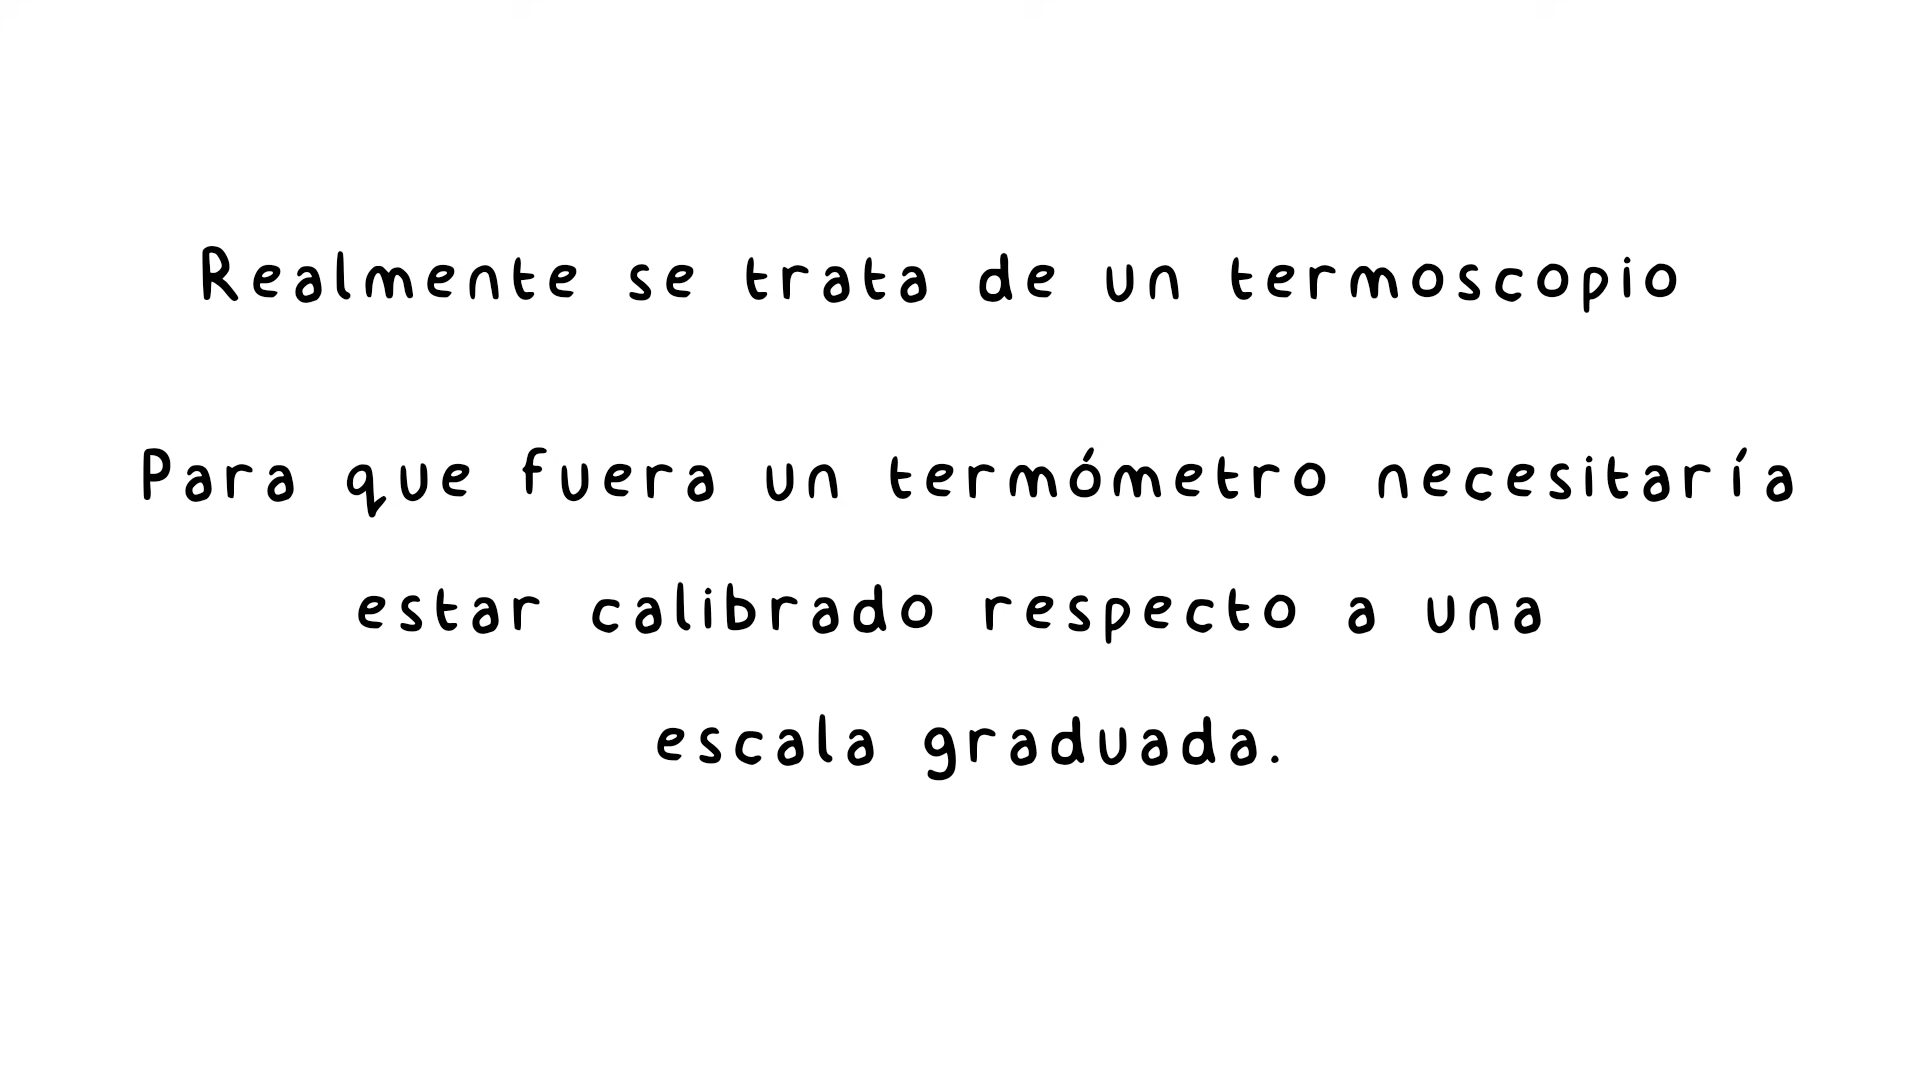 Realmente se trata de un termoscopio
Para que fuera un termómetro necesitaría
estar calibrado respecto a una
escala graduada.